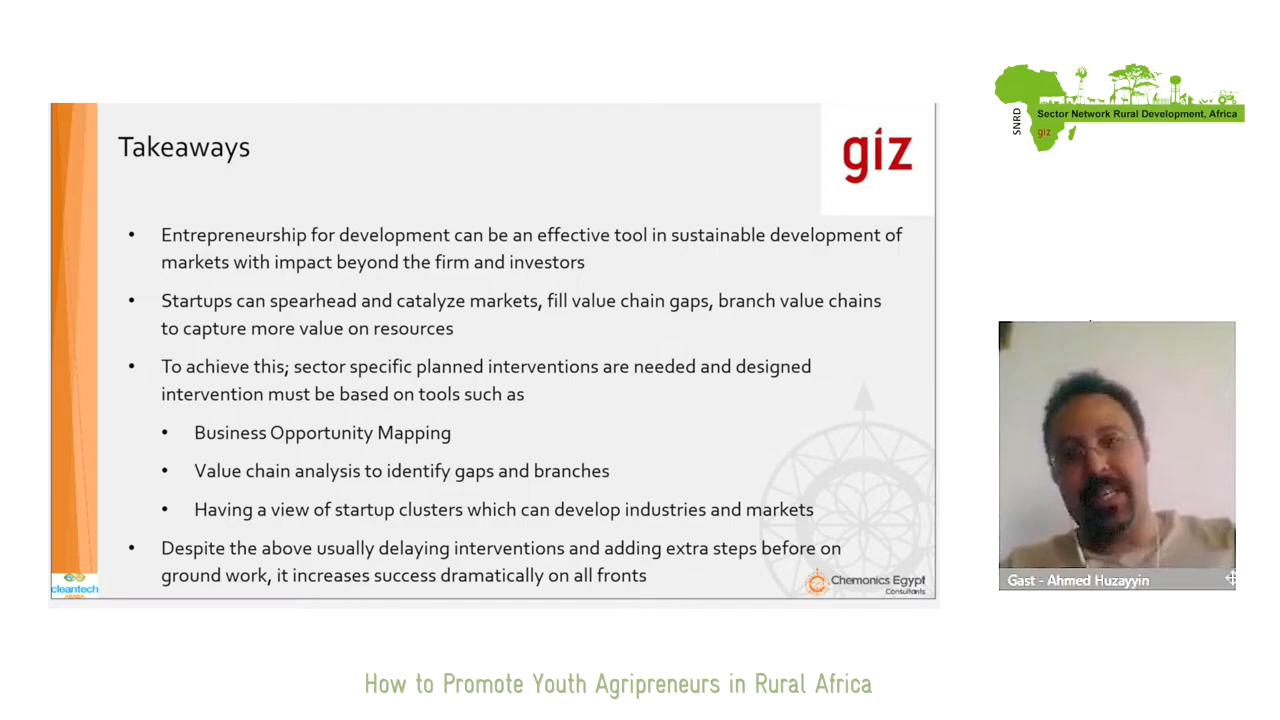 Takeaways
giz
• Entrepreneurship for development can be an effective tool in sustainable development of
markets with impact beyond the firm and investors
• Startups can spearhead and catalyze markets, fill value chain gaps, branch value chains
to capture more value on resources
• To achieve this; sector specific planned interventions are needed and designed
intervention must be based on tools such as
• Business Opportunity Mapping
• Value chain analysis to identify gaps and branches
• Having a view of startup clusters which can develop industries and markets
• Despite the above usually delaying interventions and adding extra steps before on
ground work, it increases success dramatically on all fronts
cleantech
Chemonics Egypt
Consultants
SNRD
Sector Network Rural Development, Africa
giz
Gast - Ahmed Huzayyin
How to Promote Youth Agripreneurs in Rural Africa